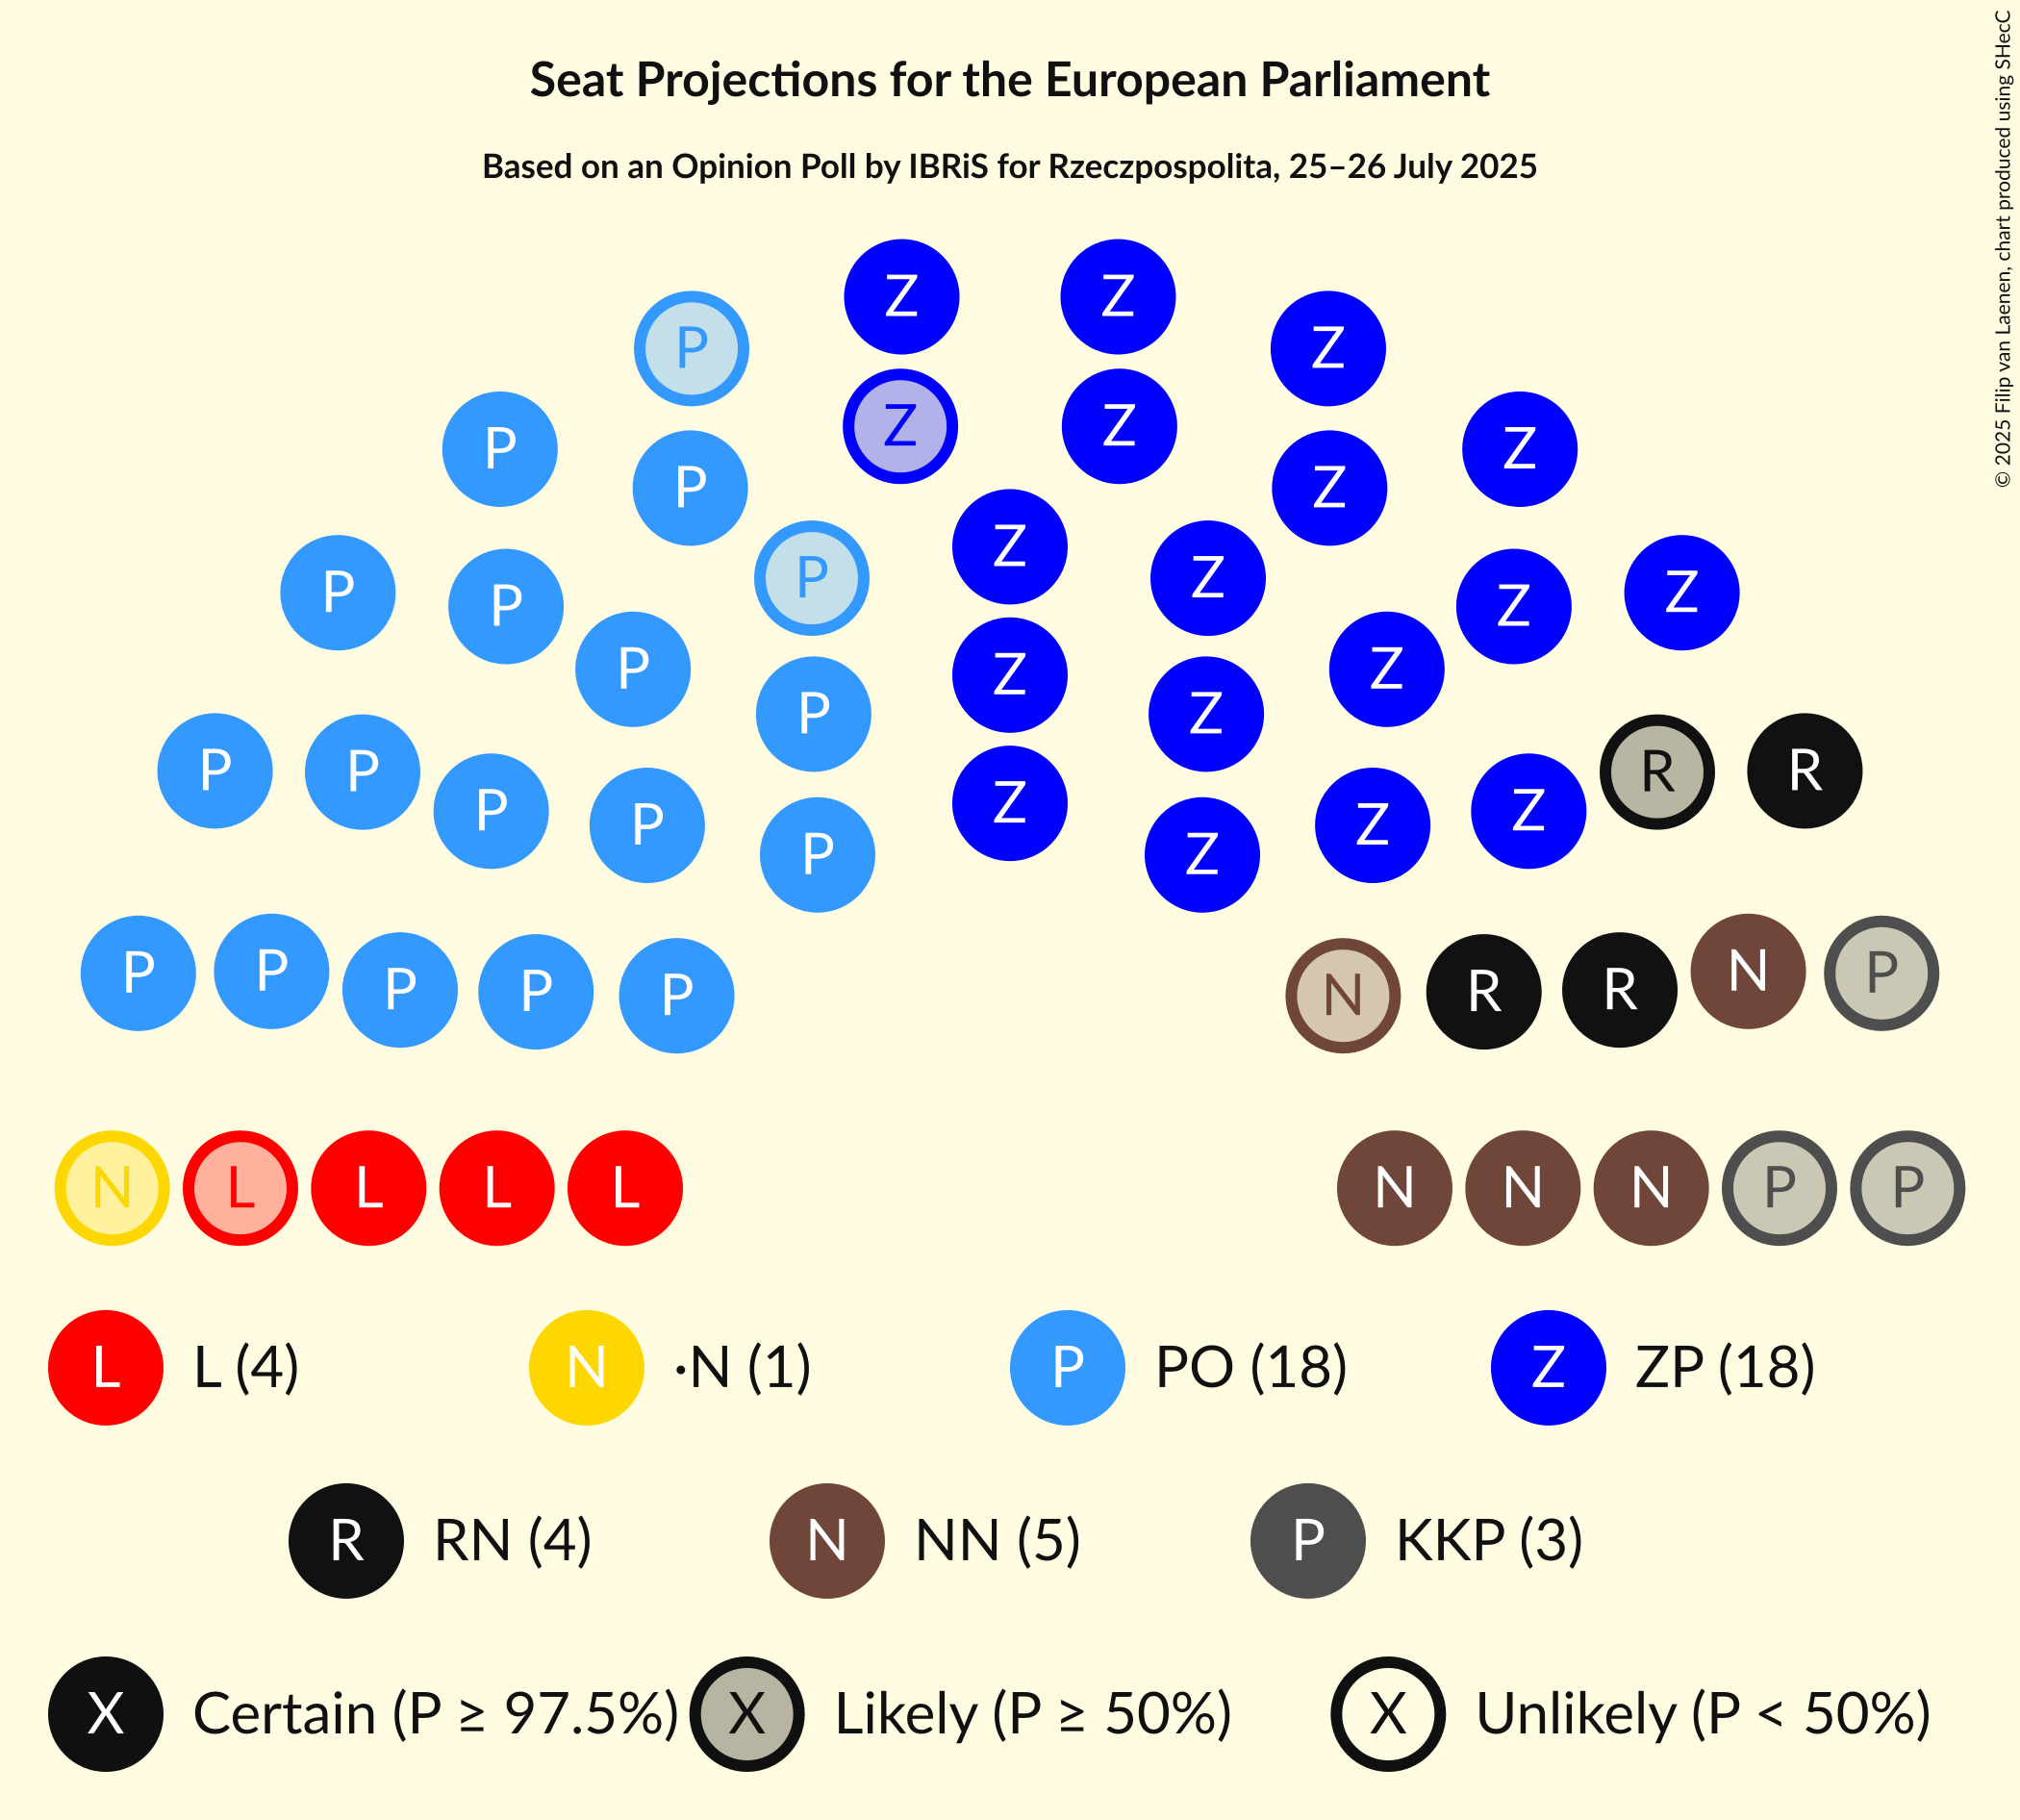 Seat Projections for the European Parliament
Based on an Opinion Poll by IBRiS for Rzeczpospolita, 25–26 July 2025
© 2025 Filip van Laenen, chart produced using SHecC
Z Z
P Z
Z Z
P Z
P Z
Z
P Z
P Z
P Z
P Z
P Z
P Z
P P R R
P Z
P Z
P Z
P P P P P N R R N P
N L L L L N N N P P
L L (4) N ·N (1) P PO (18) Z ZP (18)
R RN (4) N NN (5) P KKP (3)
X Certain (P ≥ 97.5%) X Likely (P ≥ 50%) X Unlikely (P < 50%)